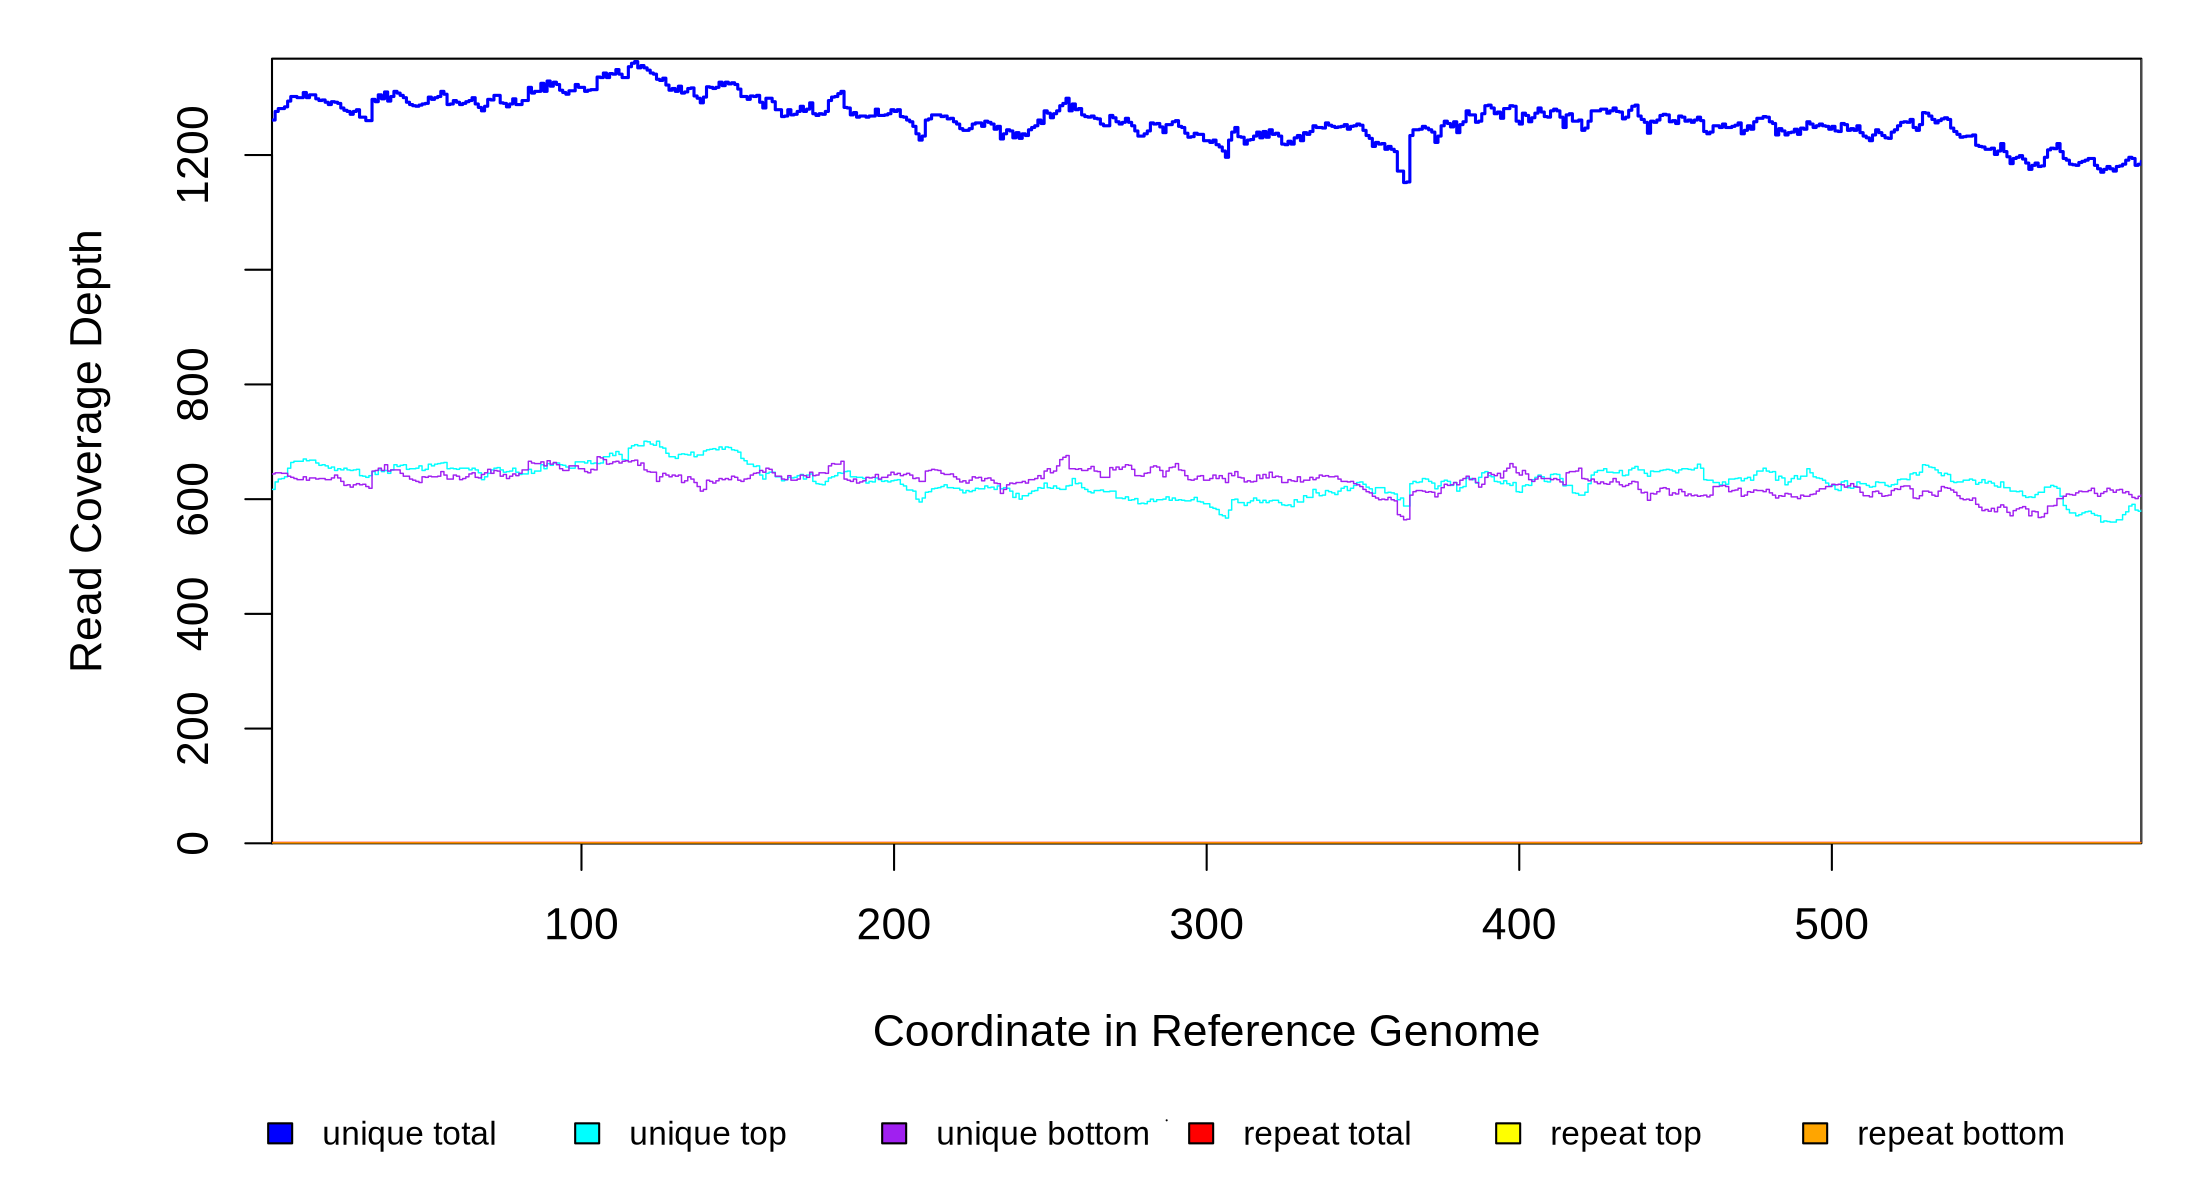 Read Coverage Depth
1200
800
600
400
200
0
100 200 300 400 500
Coordinate in Reference Genome
unique total unique top unique bottom repeat total repeat top repeat bottom